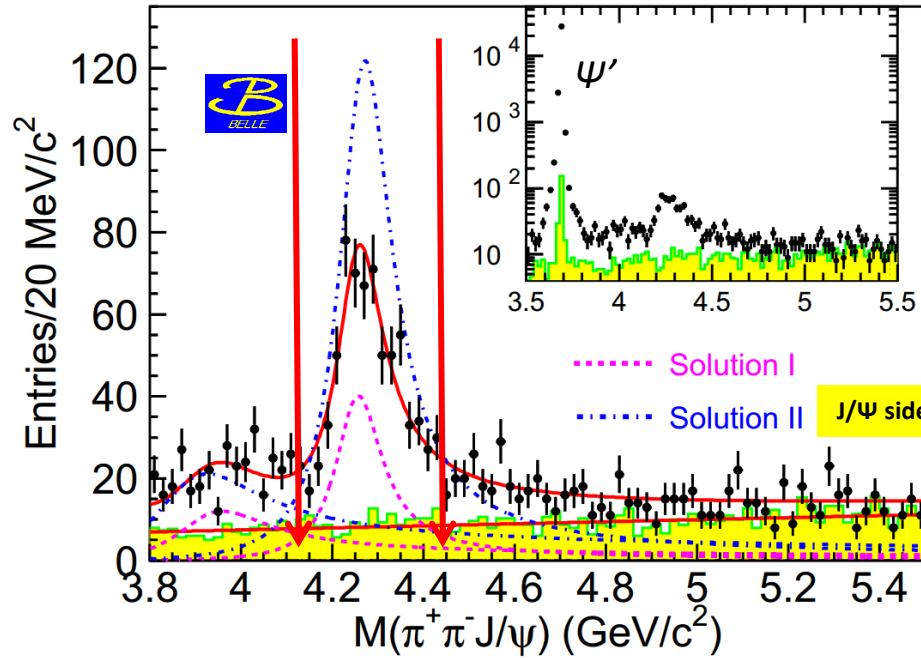 Entries/20 MeV/c²
120
100
80
60
40
20
0
3.8 4 4.2 4.4 4.6 4.8 5 5.2 5.4
M(π⁺π⁻J/ψ) (GeV/c²)
BELLE
Ψ’
10⁴
10³
10²
10
3.5 4 4.5 5 5.5
Solution I
Solution II
J/Ψ side